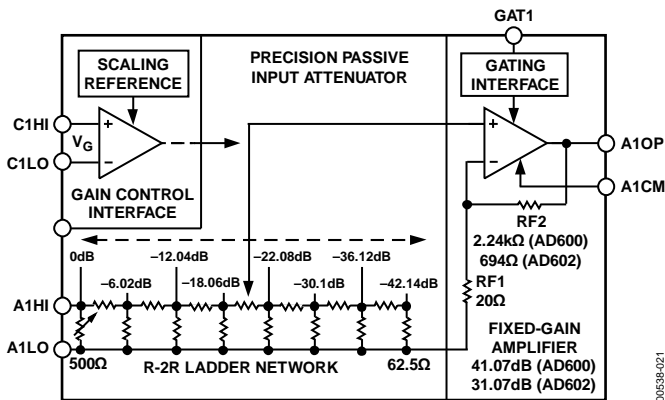 GAT1
SCALING
REFERENCE
PRECISION PASSIVE
INPUT ATTENUATOR
GATING
INTERFACE
C1HI
C1LO
+
VG
–
GAIN CONTROL
INTERFACE
+
–
A1OP
A1CM
RF2
2.24kΩ (AD600)
694Ω (AD602)
RF1
20Ω
0dB
–12.04dB
–22.08dB
–36.12dB
–6.02dB
–18.06dB
–30.1dB
–42.14dB
A1HI
A1LO
500Ω
R-2R LADDER NETWORK
62.5Ω
FIXED-GAIN
AMPLIFIER
41.07dB (AD600)
31.07dB (AD602)
00538-021